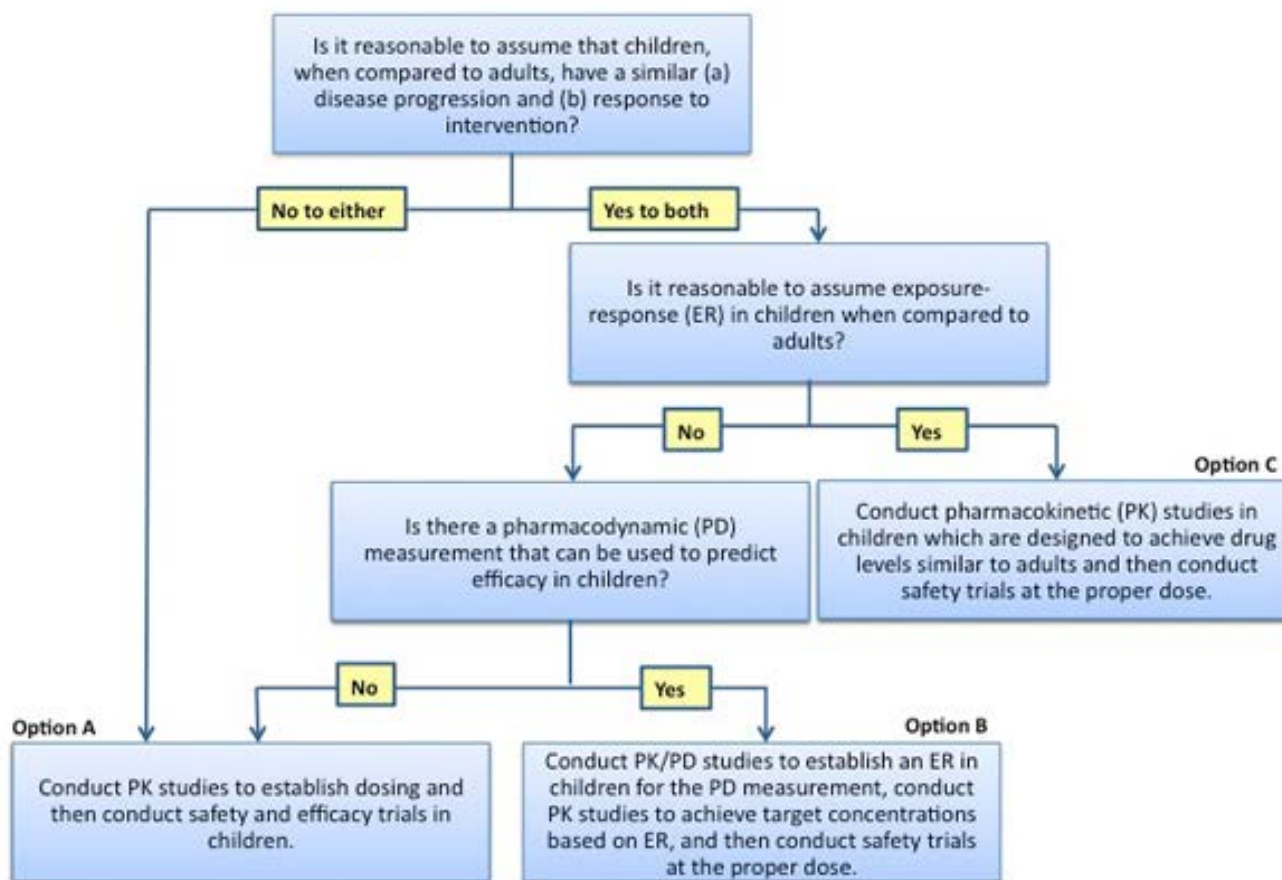 Is it reasonable to assume that children,
when compared to adults, have a similar (a)
disease progression and (b) response to
intervention?
No to either
Yes to both
Is it reasonable to assume exposure-
response (ER) in children when compared to
adults?
No
Yes
Option C
Is there a pharmacodynamic (PD)
measurement that can be used to predict
efficacy in children?
Conduct pharmacokinetic (PK) studies in
children which are designed to achieve drug
levels similar to adults and then conduct
safety trials at the proper dose.
No
Yes
Option A
Option B
Conduct PK studies to establish dosing and
then conduct safety and efficacy trials in
children.
Conduct PK/PD studies to establish an ER in
children for the PD measurement, conduct
PK studies to achieve target concentrations
based on ER, and then conduct safety trials
at the proper dose.